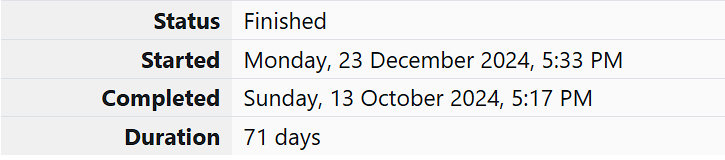 Status Finished
Started Monday, 23 December 2024, 5:33 PM
Completed Sunday, 13 October 2024, 5:17 PM
Duration 71 days